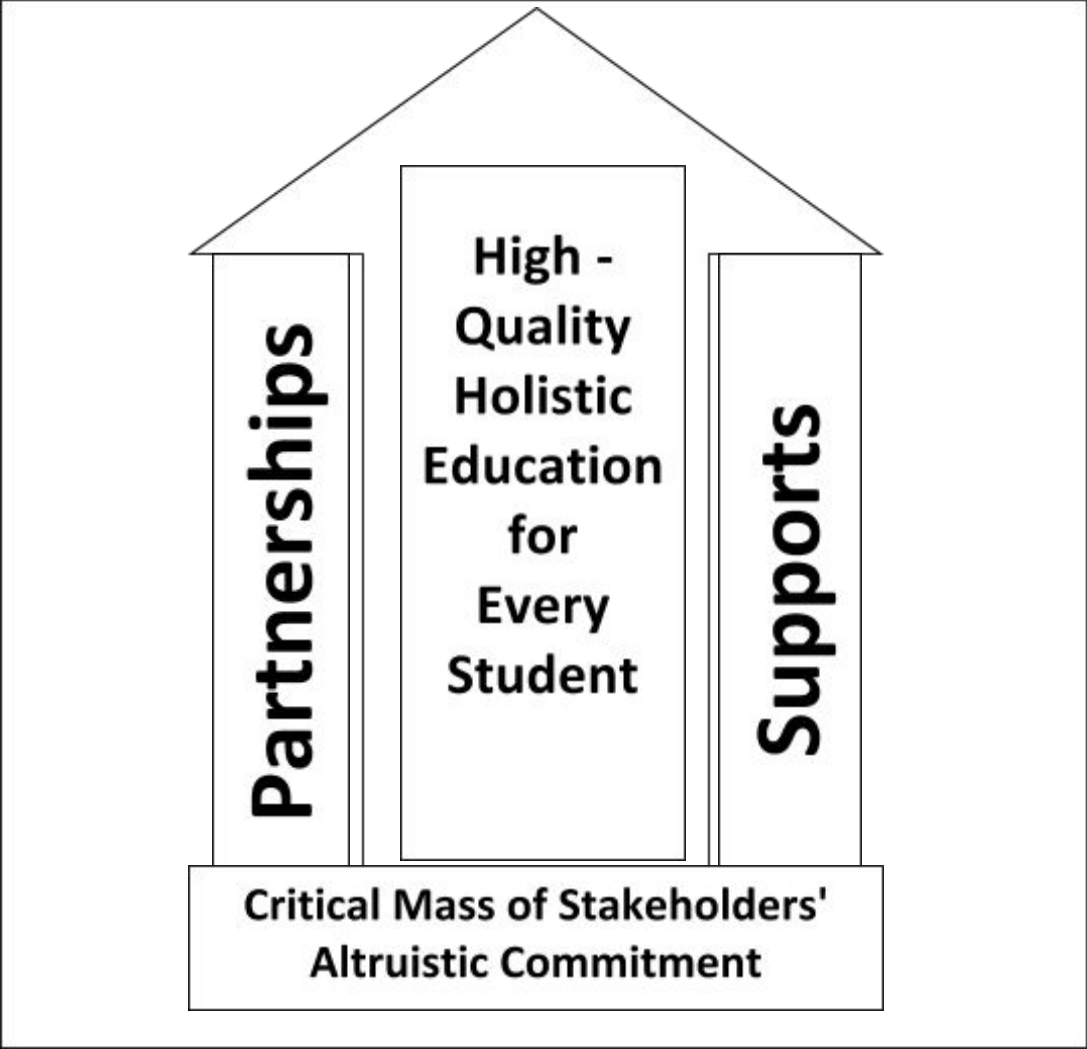 Partnerships
High -
Quality
Holistic
Education
for
Every
Student
Supports
Critical Mass of Stakeholders'
Altruistic Commitment